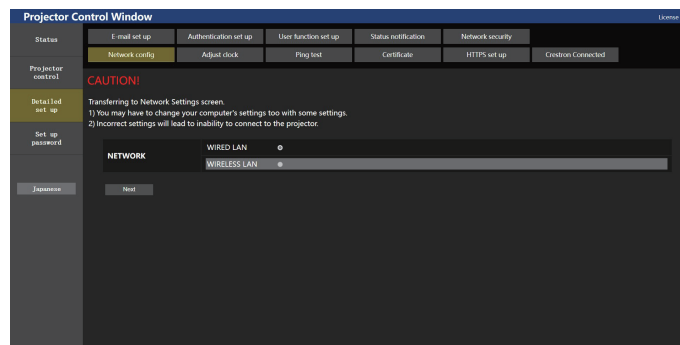 Projector Control Window
License
Status
E-mail set up
Authentication set up
User function set up
Status notification
Network security
Network config
Adjust clock
Ping test
Certificate
HTTPS set up
Crestron Connected
Projector
control
Detailed
set up
Set up
password
Japanese
CAUTION!
Transferring to Network Settings screen.
1) You may have to change your computer's settings too with some settings.
2) Incorrect settings will lead to inability to connect to the projector.
NETWORK
WIRED LAN
WIRELESS LAN
Next